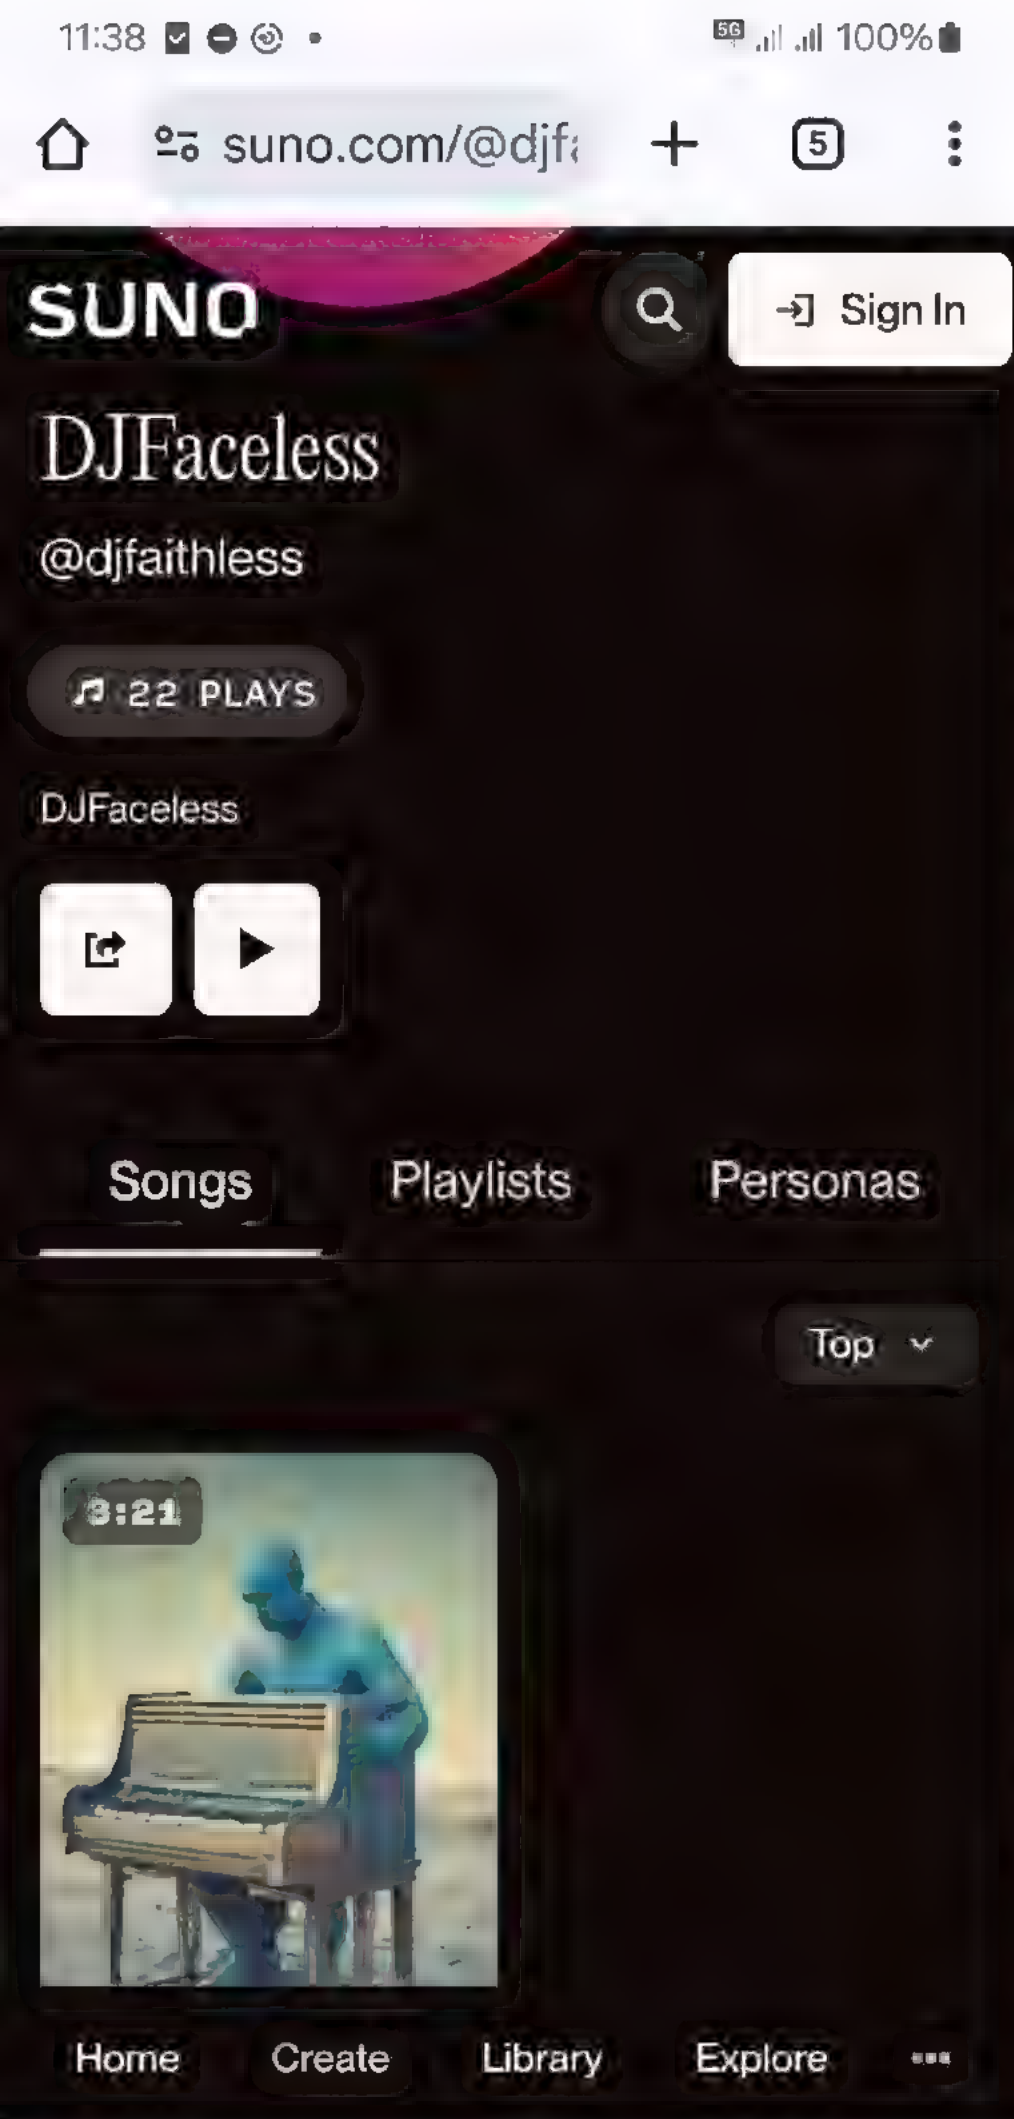 11:38 5G 100%
suno.com/@djf
5
SUNO
Sign In
DJFaceless
@djfaithless
22 PLAYS
DJFaceless
Songs Playlists Personas
Top
3:21
Home Create Library Explore